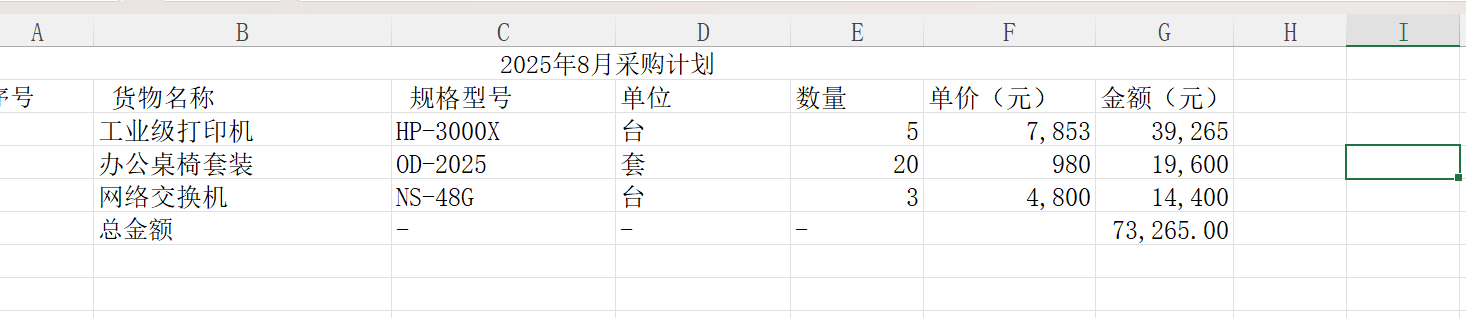 A B C D E F G H I
2025年8月采购计划
序号 货物名称 规格型号 单位 数量 单价（元） 金额（元）
工业级打印机 HP-3000X 台 5 7,853 39,265
办公桌椅套装 OD-2025 套 20 980 19,600
网络交换机 NS-48G 台 3 4,800 14,400
总金额 - - - 73,265.00